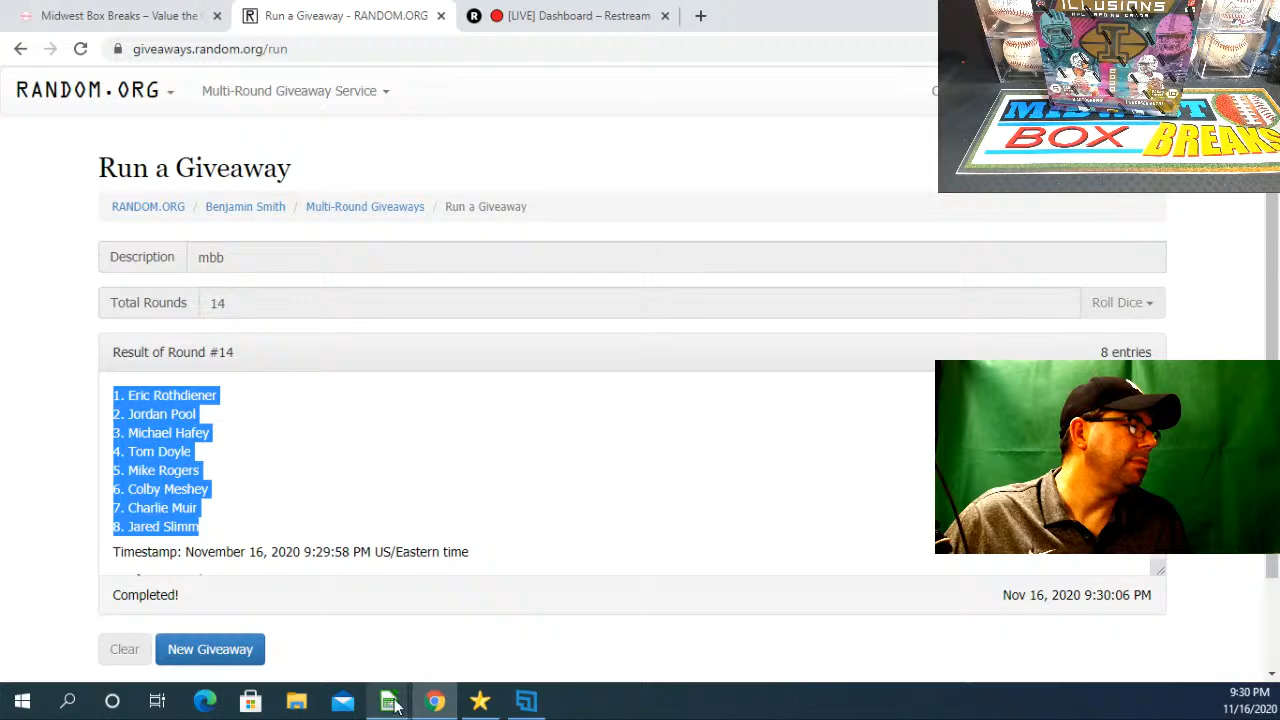 Midwest Box Breaks – Value the
Run a Giveaway - RANDOM.ORG
[LIVE] Dashboard – Restream
giveaways.random.org/run
RANDOM.ORG
Multi-Round Giveaway Service
Run a Giveaway
RANDOM.ORG / Benjamin Smith / Multi-Round Giveaways / Run a Giveaway
Description mbb
Total Rounds 14 Roll Dice
Result of Round #14 8 entries
1. Eric Rothdiener
2. Jordan Pool
3. Michael Hafey
4. Tom Doyle
5. Mike Rogers
6. Colby Meshey
7. Charlie Muir
8. Jared Slimm
Timestamp: November 16, 2020 9:29:58 PM US/Eastern time
Completed! Nov 16, 2020 9:30:06 PM
Clear New Giveaway
ILLUSIONS
MIDWEST
BOX BREAKS
9:30 PM
11/16/2020